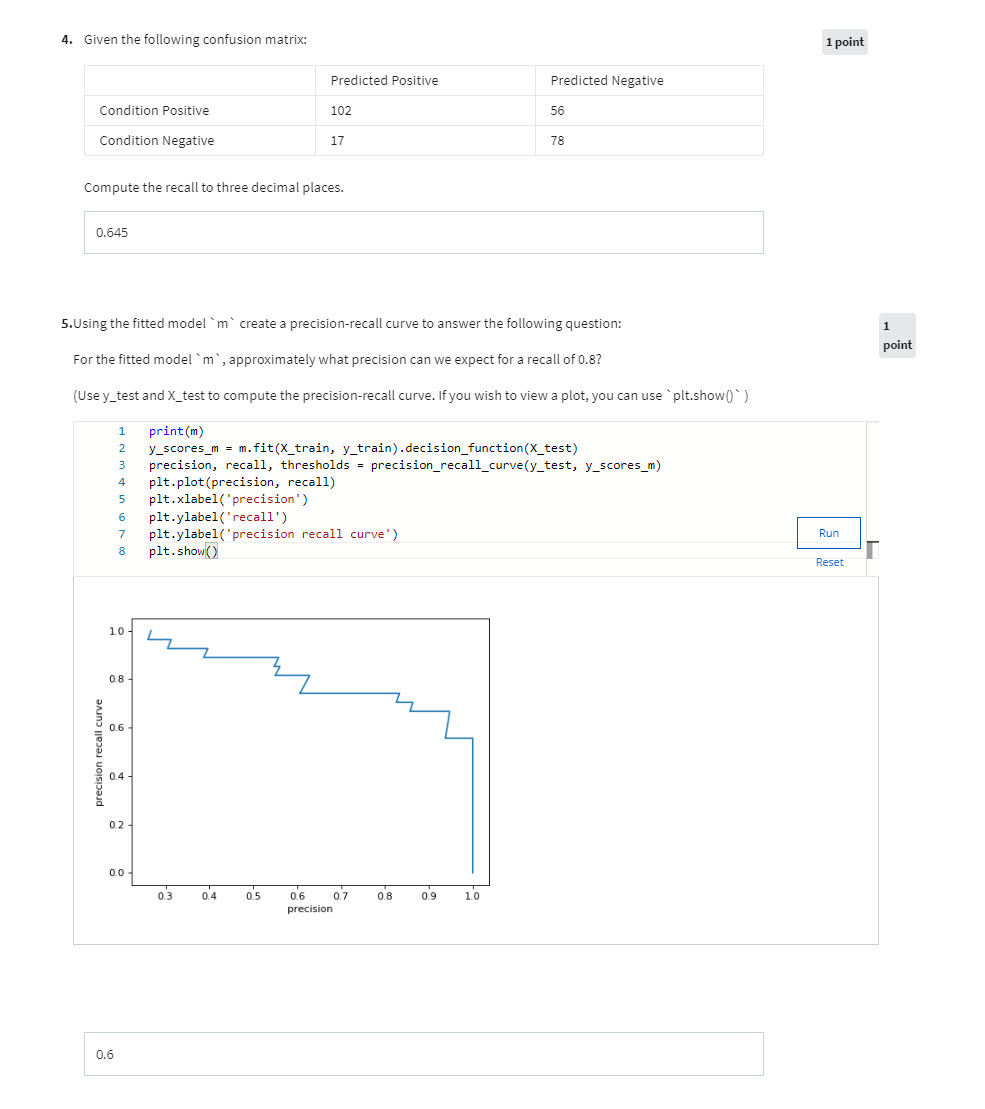 4. Given the following confusion matrix:
1 point
Predicted Positive Predicted Negative
Condition Positive 102 56
Condition Negative 17 78
Compute the recall to three decimal places.
0.645
5.Using the fitted model `m` create a precision-recall curve to answer the following question:
1
point
For the fitted model `m`, approximately what precision can we expect for a recall of 0.8?
(Use y_test and X_test to compute the precision-recall curve. If you wish to view a plot, you can use `plt.show()` )
1 print(m)
2 y_scores_m = m.fit(X_train, y_train).decision_function(X_test)
3 precision, recall, thresholds = precision_recall_curve(y_test, y_scores_m)
4 plt.plot(precision, recall)
5 plt.xlabel('precision')
6 plt.ylabel('recall')
7 plt.ylabel('precision recall curve')
8 plt.show()
Run
Reset
1.0
0.8
0.6
0.4
0.2
0.0
precision recall curve
0.3 0.4 0.5 0.6 0.7 0.8 0.9 1.0
precision
0.6